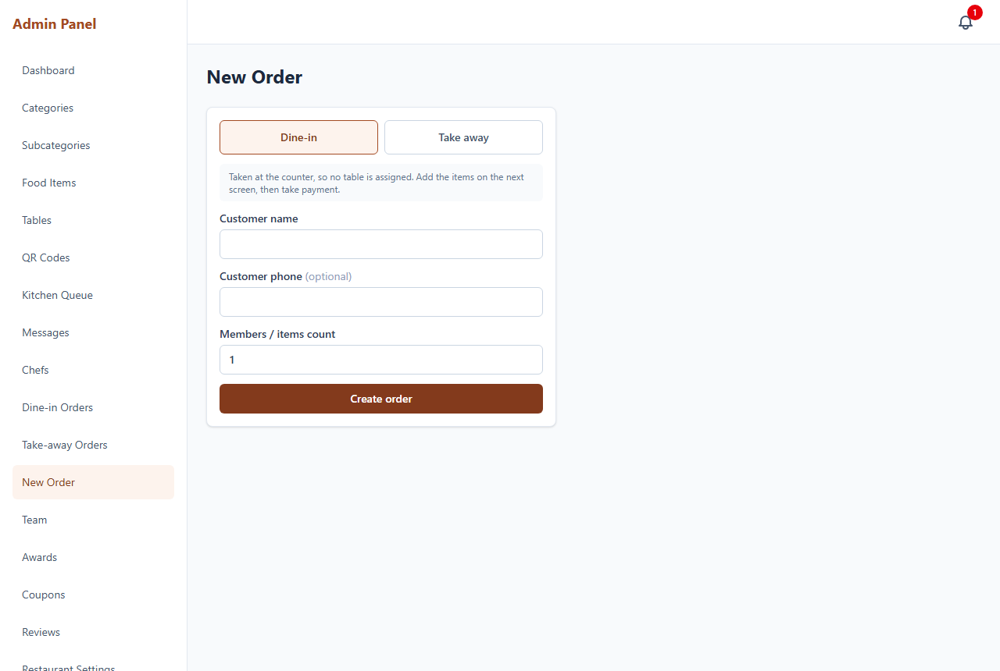 Admin Panel
1
Dashboard
Categories
Subcategories
Food Items
Tables
QR Codes
Kitchen Queue
Messages
Chefs
Dine-in Orders
Take-away Orders
New Order
Team
Awards
Coupons
Reviews
Restaurant Settings
New Order
Dine-in
Take away
Taken at the counter, so no table is assigned. Add the items on the next
screen, then take payment.
Customer name
Customer phone (optional)
Members / items count
1
Create order